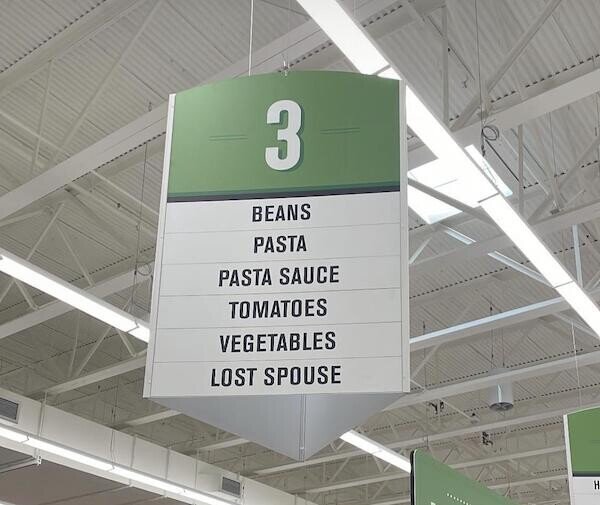 3
BEANS
PASTA
PASTA SAUCE
TOMATOES
VEGETABLES
LOST SPOUSE
H